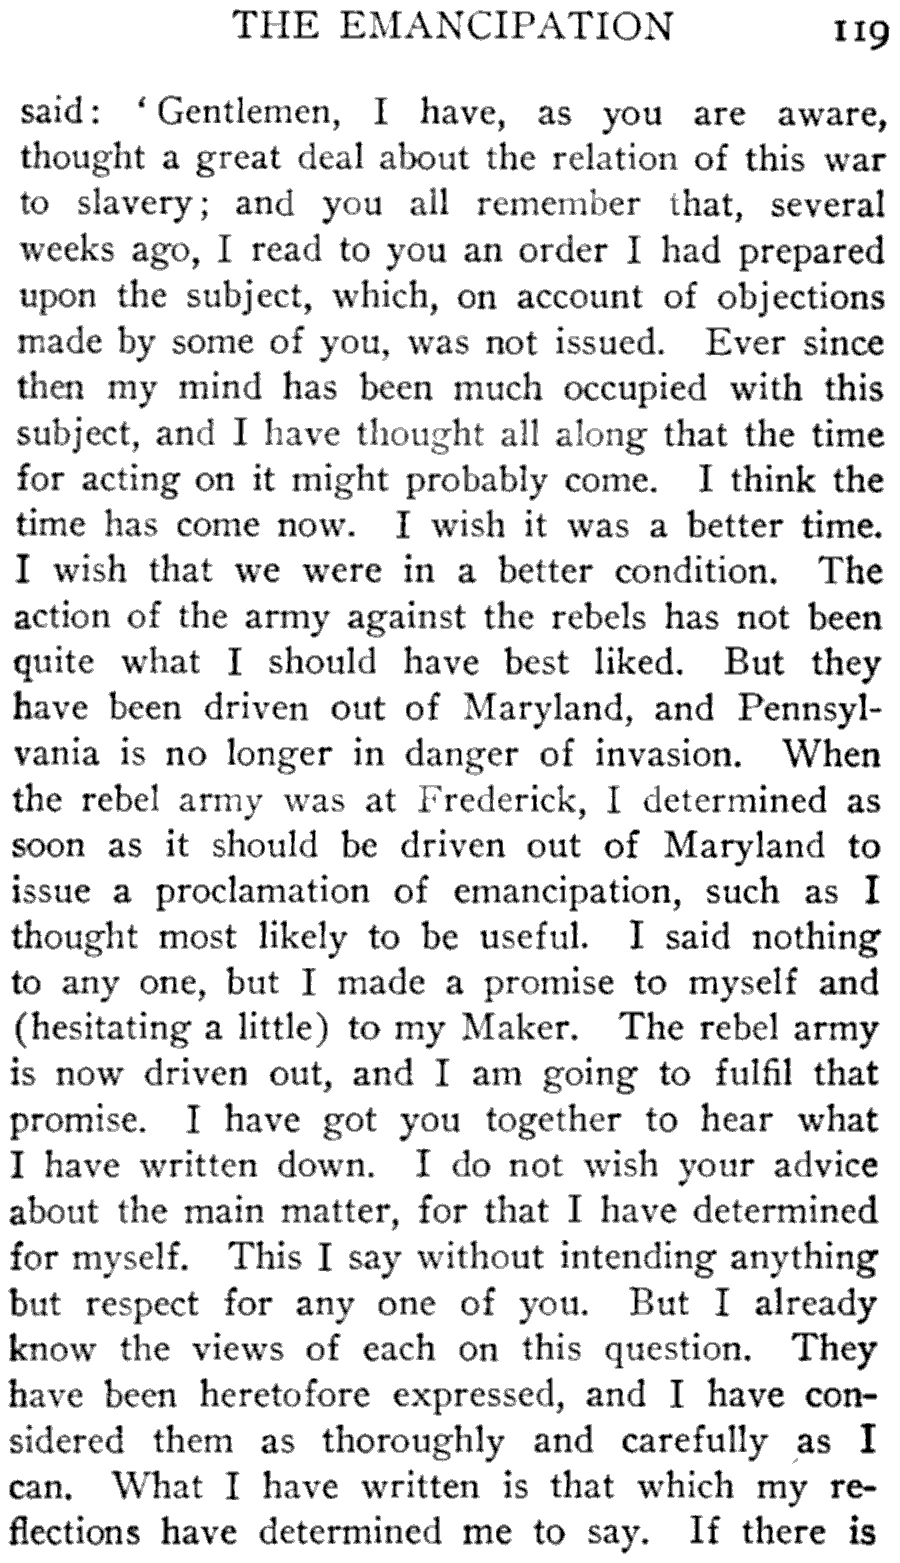 THE EMANCIPATION 119
said: ‘Gentlemen, I have, as you are aware,
thought a great deal about the relation of this war
to slavery; and you all remember that, several
weeks ago, I read to you an order I had prepared
upon the subject, which, on account of objections
made by some of you, was not issued. Ever since
then my mind has been much occupied with this
subject, and I have thought all along that the time
for acting on it might probably come. I think the
time has come now. I wish it was a better time.
I wish that we were in a better condition. The
action of the army against the rebels has not been
quite what I should have best liked. But they
have been driven out of Maryland, and Pennsyl-
vania is no longer in danger of invasion. When
the rebel army was at Frederick, I determined as
soon as it should be driven out of Maryland to
issue a proclamation of emancipation, such as I
thought most likely to be useful. I said nothing
to any one, but I made a promise to myself and
(hesitating a little) to my Maker. The rebel army
is now driven out, and I am going to fulfil that
promise. I have got you together to hear what
I have written down. I do not wish your advice
about the main matter, for that I have determined
for myself. This I say without intending anything
but respect for any one of you. But I already
know the views of each on this question. They
have been heretofore expressed, and I have con-
sidered them as thoroughly and carefully as I
can. What I have written is that which my re-
flections have determined me to say. If there is